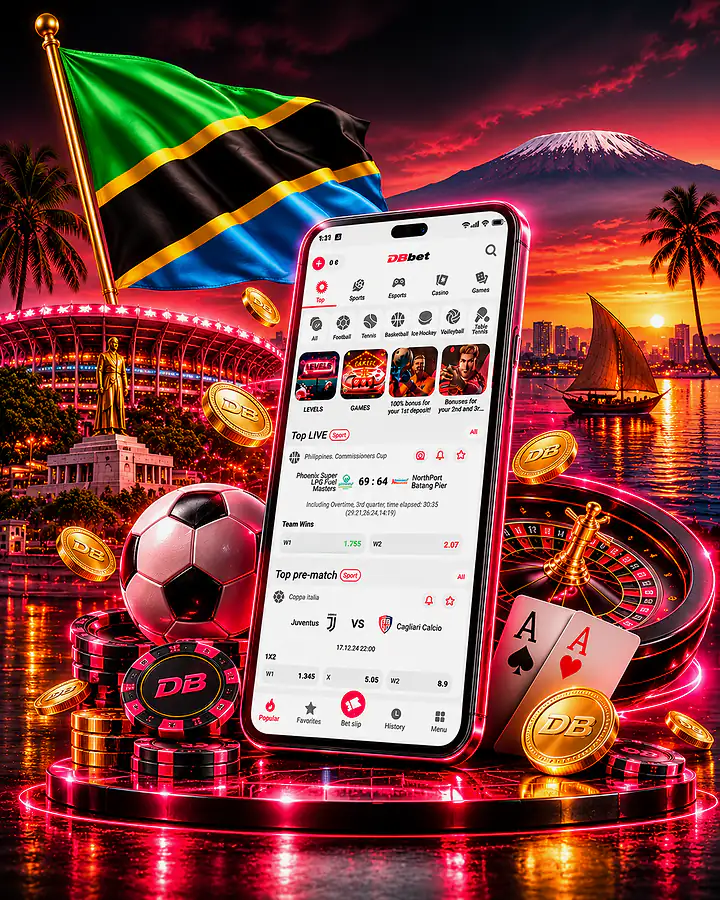 1:33
0 €
DBbet
Top
Sports
Esports
Casino
Games
All
Football
Tennis
Basketball
Ice Hockey
Volleyball
Table
Tennis
LEVELS
LEVELS
GAMES
100% bonus for
your 1st deposit!
Bonuses for
your 2nd and 3r...
Top LIVE
Sport
All
Philippines. Commissioners Cup
Phoenix Super
LPG Fuel
Masters
69 : 64
NorthPort
Batang Pier
Including Overtime, 3rd quarter, time elapsed: 30:35
(29:21,26:24,14:19)
Team Wins
W1 1.755
W2 2.07
Top pre-match
Sport
All
Coppa Italia
Juventus
VS
Cagliari Calcio
17.12.24 22:00
1X2
W1 1.345
X 5.05
W2 8.9
Popular
Favorites
Bet slip
History
Menu
DB
DB
DB
DB
DB
DB
DB
A
A